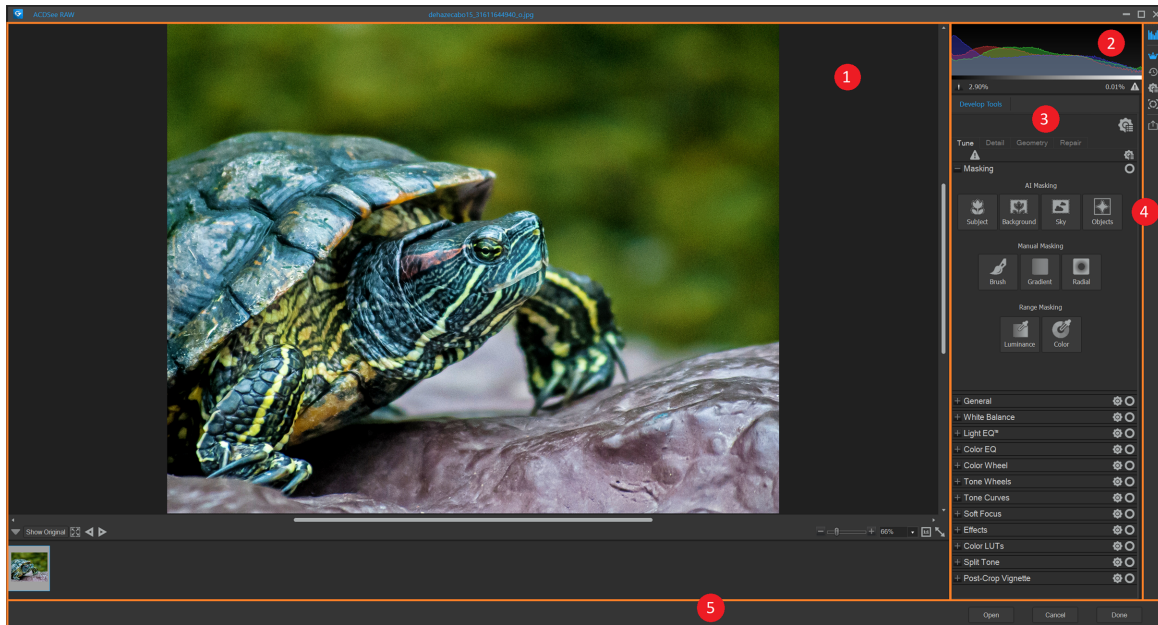 ACDSee RAW dehazecabo15_31611644940_o.jpg
1
2
2.90% 0.01%
Develop Tools
3
Tune Detail Geometry Repair
Masking
AI Masking
Subject Background Sky Objects
4
Manual Masking
Brush Gradient Radial
Range Masking
Luminance Color
General
White Balance
Light EQ™
Color EQ
Color Wheel
Tone Wheels
Tone Curves
Soft Focus
Effects
Color LUTs
Split Tone
Post-Crop Vignette
Show Original 66% 1:1
5
Open Cancel Done